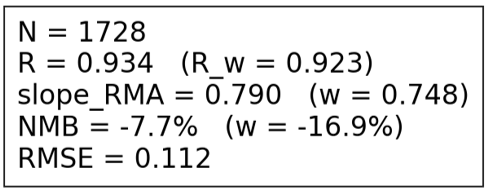 N = 1728
R = 0.934 (R_w = 0.923)
slope_RMA = 0.790 (w = 0.748)
NMB = -7.7% (w = -16.9%)
RMSE = 0.112